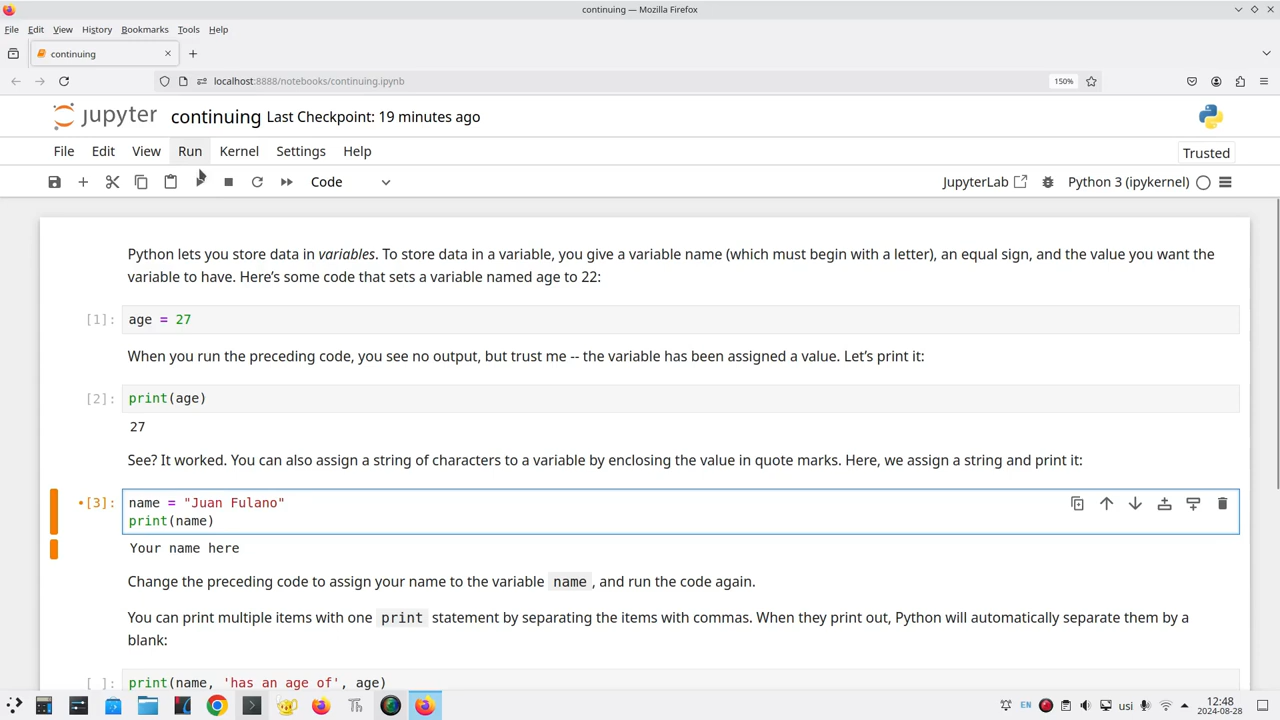 continuing — Mozilla Firefox
File Edit View History Bookmarks Tools Help
continuing
localhost:8888/notebooks/continuing.ipynb 150%
jupyter continuing Last Checkpoint: 19 minutes ago
File Edit View Run Kernel Settings Help
Trusted
Code JupyterLab Python 3 (ipykernel)
Python lets you store data in variables. To store data in a variable, you give a variable name (which must begin with a letter), an equal sign, and the value you want the
variable to have. Here’s some code that sets a variable named age to 22:
[1]: age = 27
When you run the preceding code, you see no output, but trust me -- the variable has been assigned a value. Let’s print it:
[2]: print(age)
27
See? It worked. You can also assign a string of characters to a variable by enclosing the value in quote marks. Here, we assign a string and print it:
•[3]: name = "Juan Fulano"
print(name)
Your name here
Change the preceding code to assign your name to the variable name, and run the code again.
You can print multiple items with one print statement by separating the items with commas. When they print out, Python will automatically separate them by a
blank:
[ ]: print(name, 'has an age of', age)
EN usi 12:48
2024-08-28